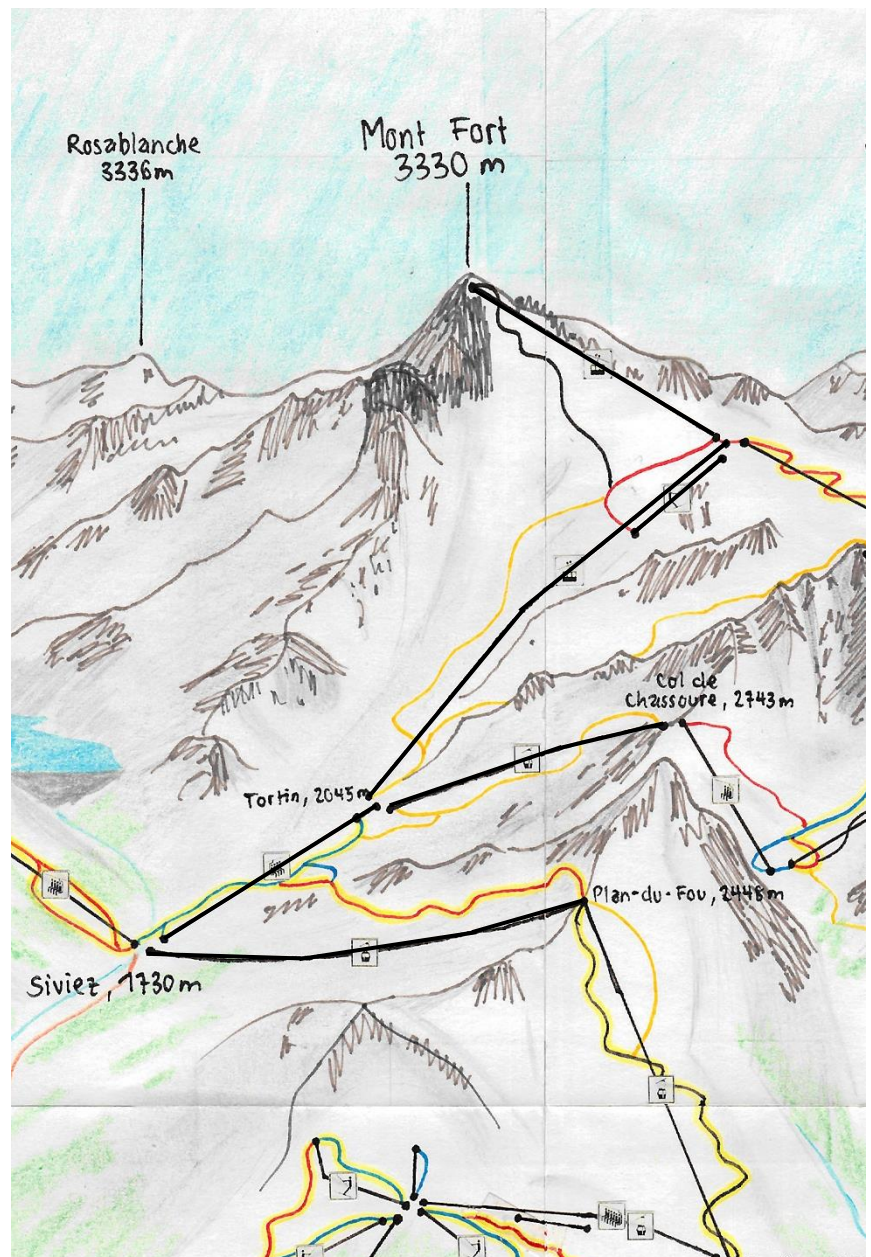 Rosablanche
3336m
Mont Fort
3330 m
Col de
Chassoure, 2743m
Tortin, 2045m
Plan-du-Fou, 2448m
Siviez, 1730m